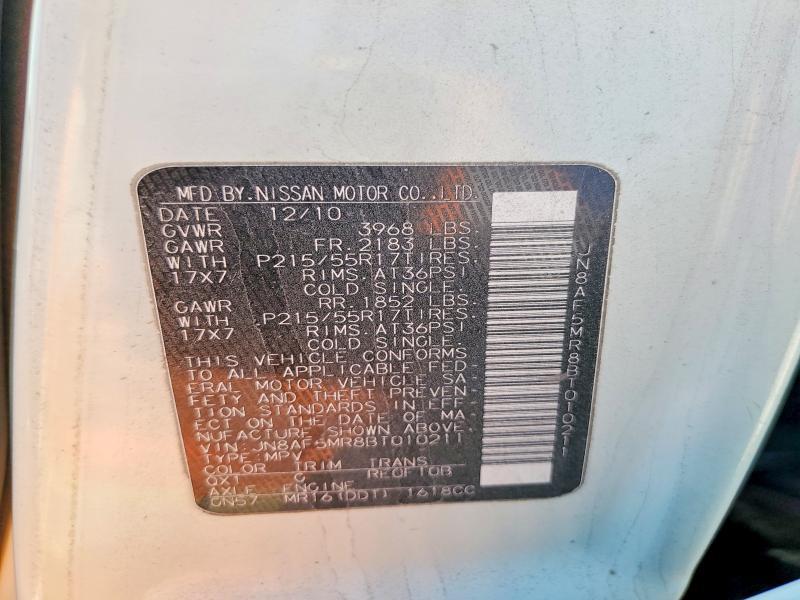 MFD BY.NISSAN MOTOR CO.,LTD.
DATE 12/10
GVWR 3968 LBS.
GAWR FR. 2183 LBS.
WITH P215/55R17TIRES.
17X7 RIMS.AT36PSI
COLD SINGLE.
GAWR RR. 1852 LBS.
WITH P215/55R17TIRES.
17X7 RIMS.AT36PSI
COLD SINGLE.
THIS VEHICLE CONFORMS
TO ALL APPLICABLE FED-
ERAL MOTOR VEHICLE SA-
FETY AND THEFT PREVEN-
TION STANDARDS IN EFF-
ECT ON THE DATE OF MA-
NUFACTURE SHOWN ABOVE.
VIN:JN8AF5MR8BT010211
TYPE:MPV
COLOR TRIM TRANS
QX1 G RE0F10B
AXLE ENGINE
GN57 MR16(DDT) 1618CC
JN8AF5MR8BT010211